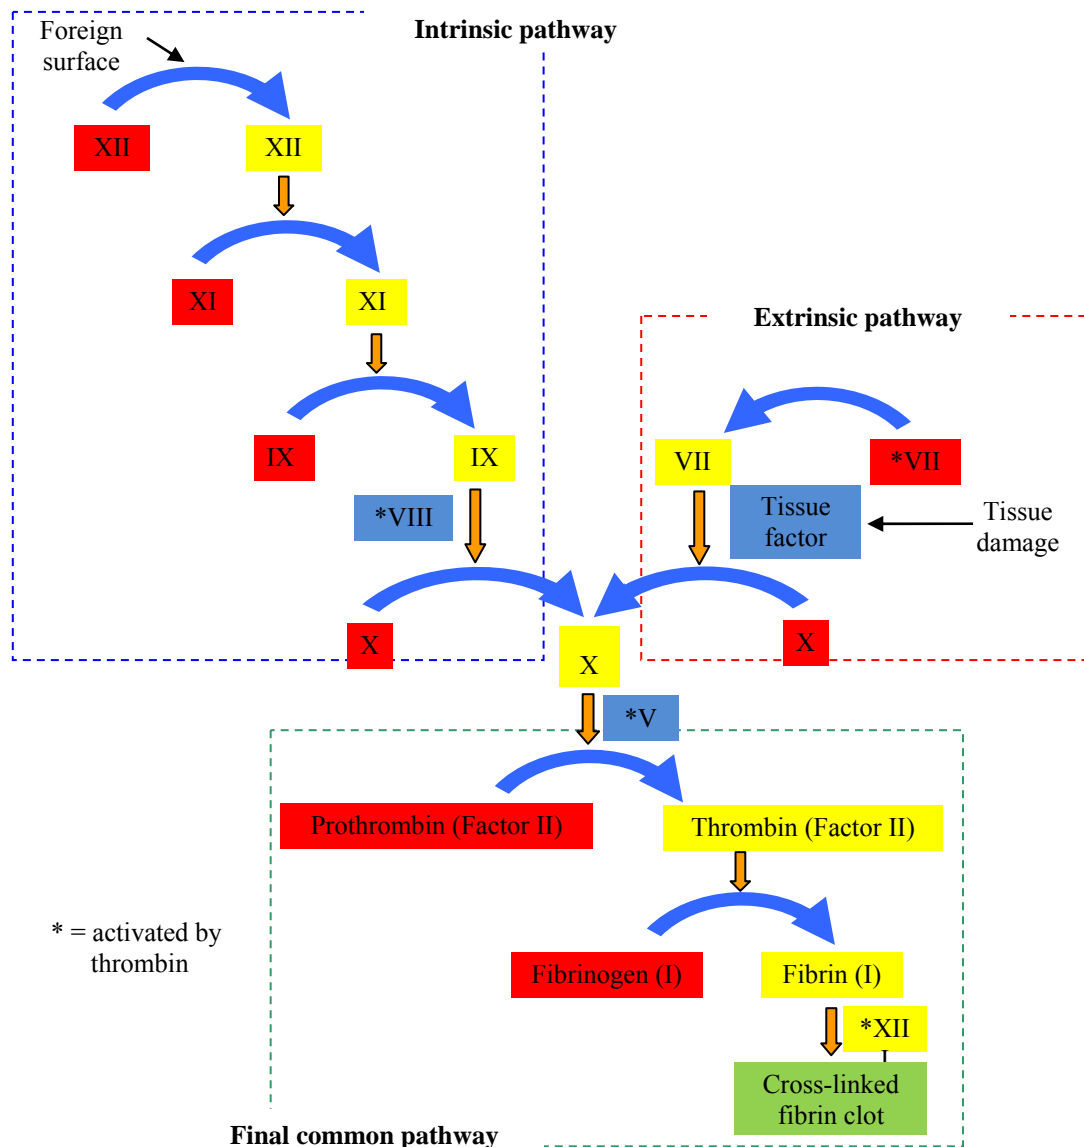 Intrinsic pathway
Foreign
surface
XII
XII
XI
XI
Extrinsic pathway
IX
IX
VII
*VII
*VIII
Tissue
factor
Tissue
damage
X
X
X
*V
Prothrombin (Factor II)
Thrombin (Factor II)
* = activated by
thrombin
Fibrinogen (I)
Fibrin (I)
*XII
I
Cross-linked
fibrin clot
Final common pathway